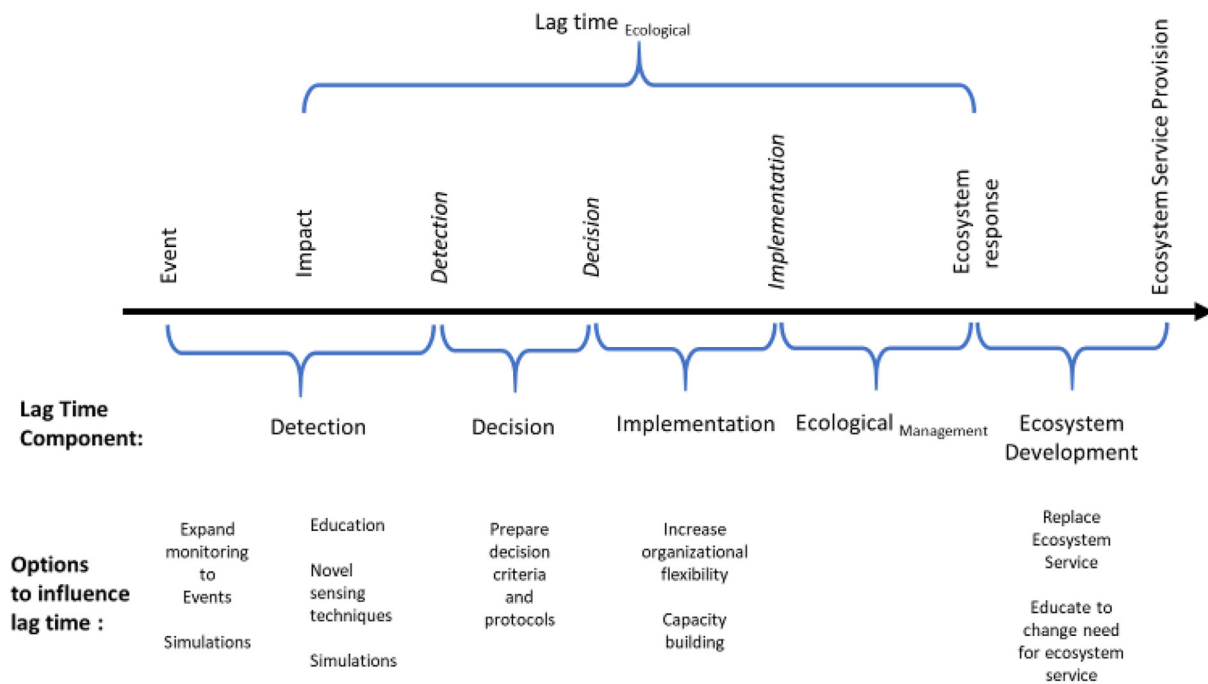 Lag time Ecological
Event
Impact
Detection
Decision
Implementation
Ecosystem
response
Ecosystem Service Provision
Lag Time
Component:
Detection
Decision
Implementation
Ecological Management
Ecosystem
Development
Options
to influence
lag time :
Expand
monitoring
to
Events
Simulations
Education
Novel
sensing
techniques
Simulations
Prepare
decision
criteria
and
protocols
Increase
organizational
flexibility
Capacity
building
Replace
Ecosystem
Service
Educate to
change need
for ecosystem
service